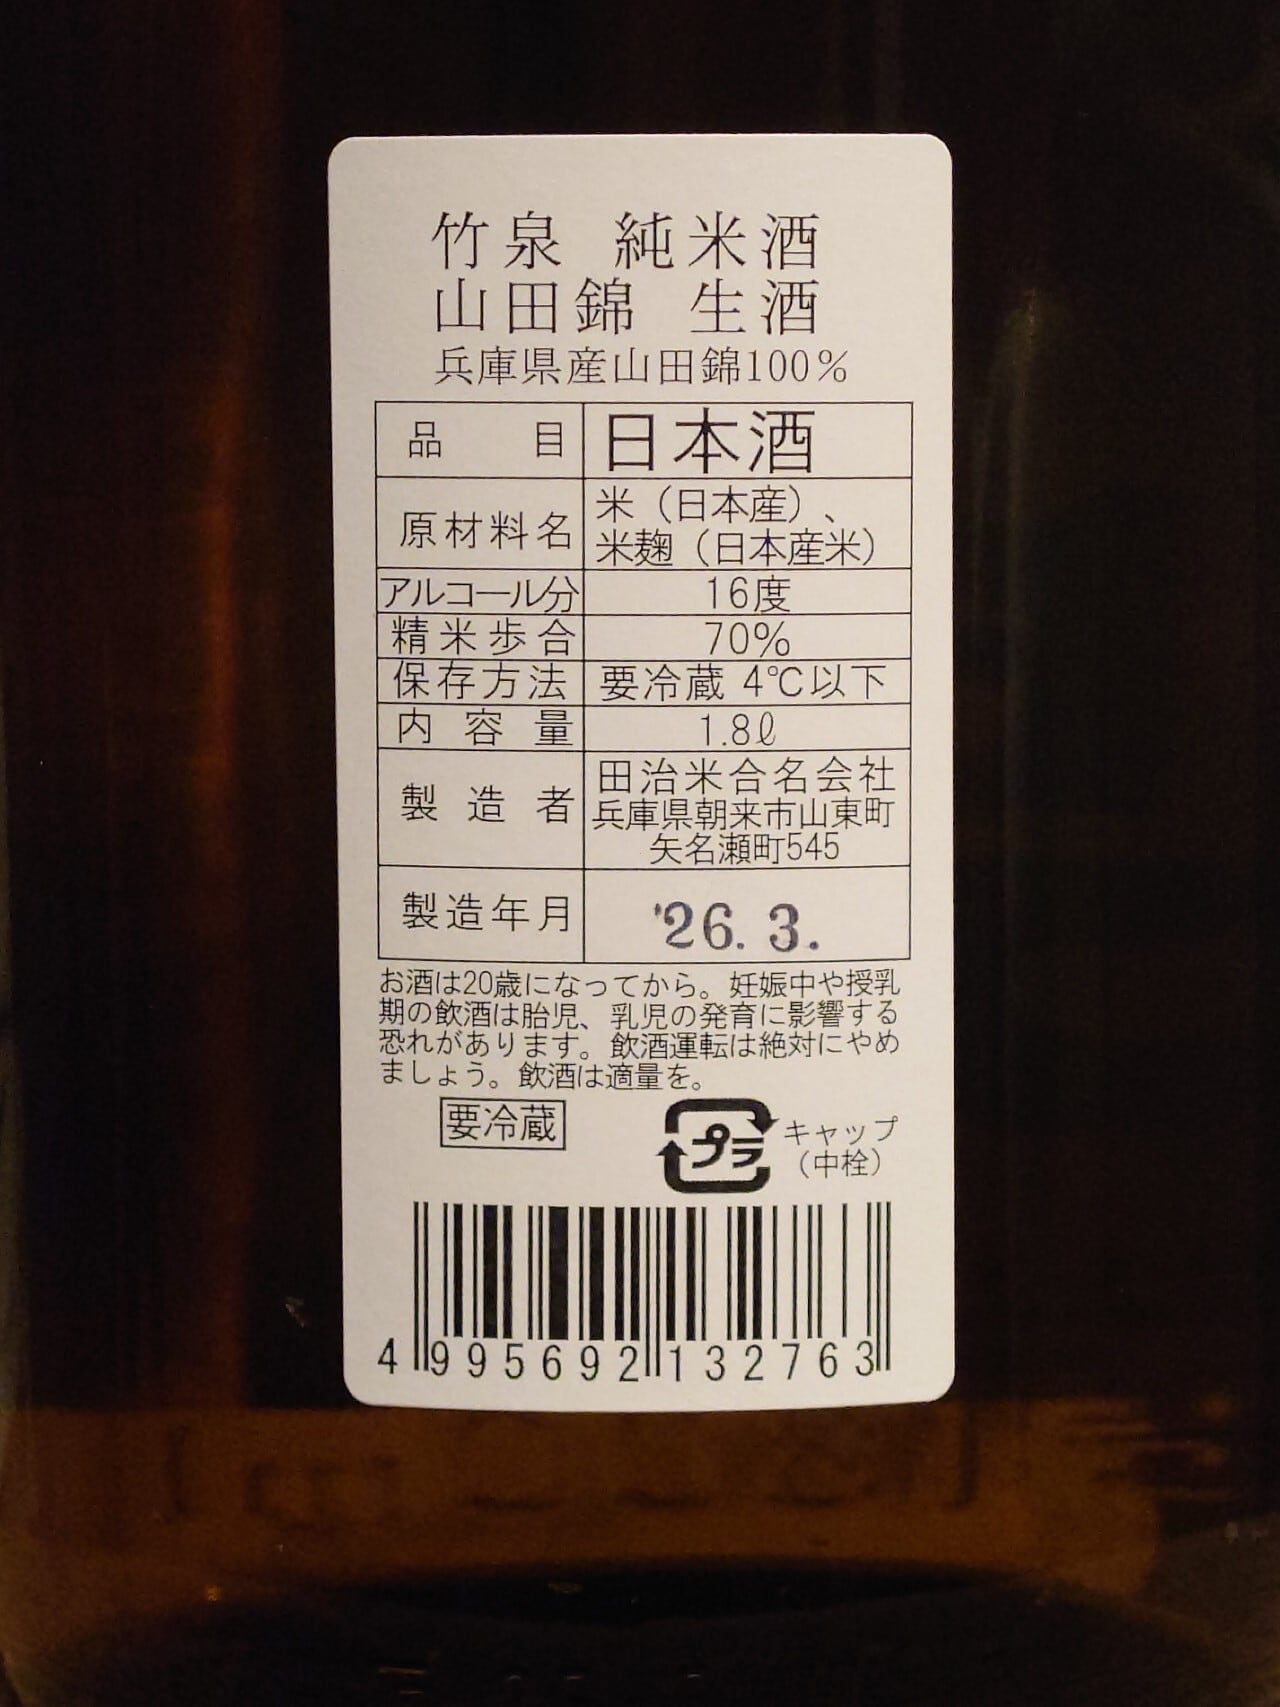 竹泉 純米酒
山田錦 生酒
兵庫県産山田錦100%
品目 日本酒
原材料名 米（日本産）、
米麹（日本産米）
アルコール分 16度
精米歩合 70%
保存方法 要冷蔵 4℃以下
内容量 1.8ℓ
製造者 田治米合名会社
兵庫県朝来市山東町
矢名瀬町545
製造年月 '26.3.
お酒は20歳になってから。妊娠中や授乳
期の飲酒は胎児、乳児の発育に影響する
恐れがあります。飲酒運転は絶対にやめ
ましょう。飲酒は適量を。
要冷蔵
プラ キャップ
（中栓）
4995692132763